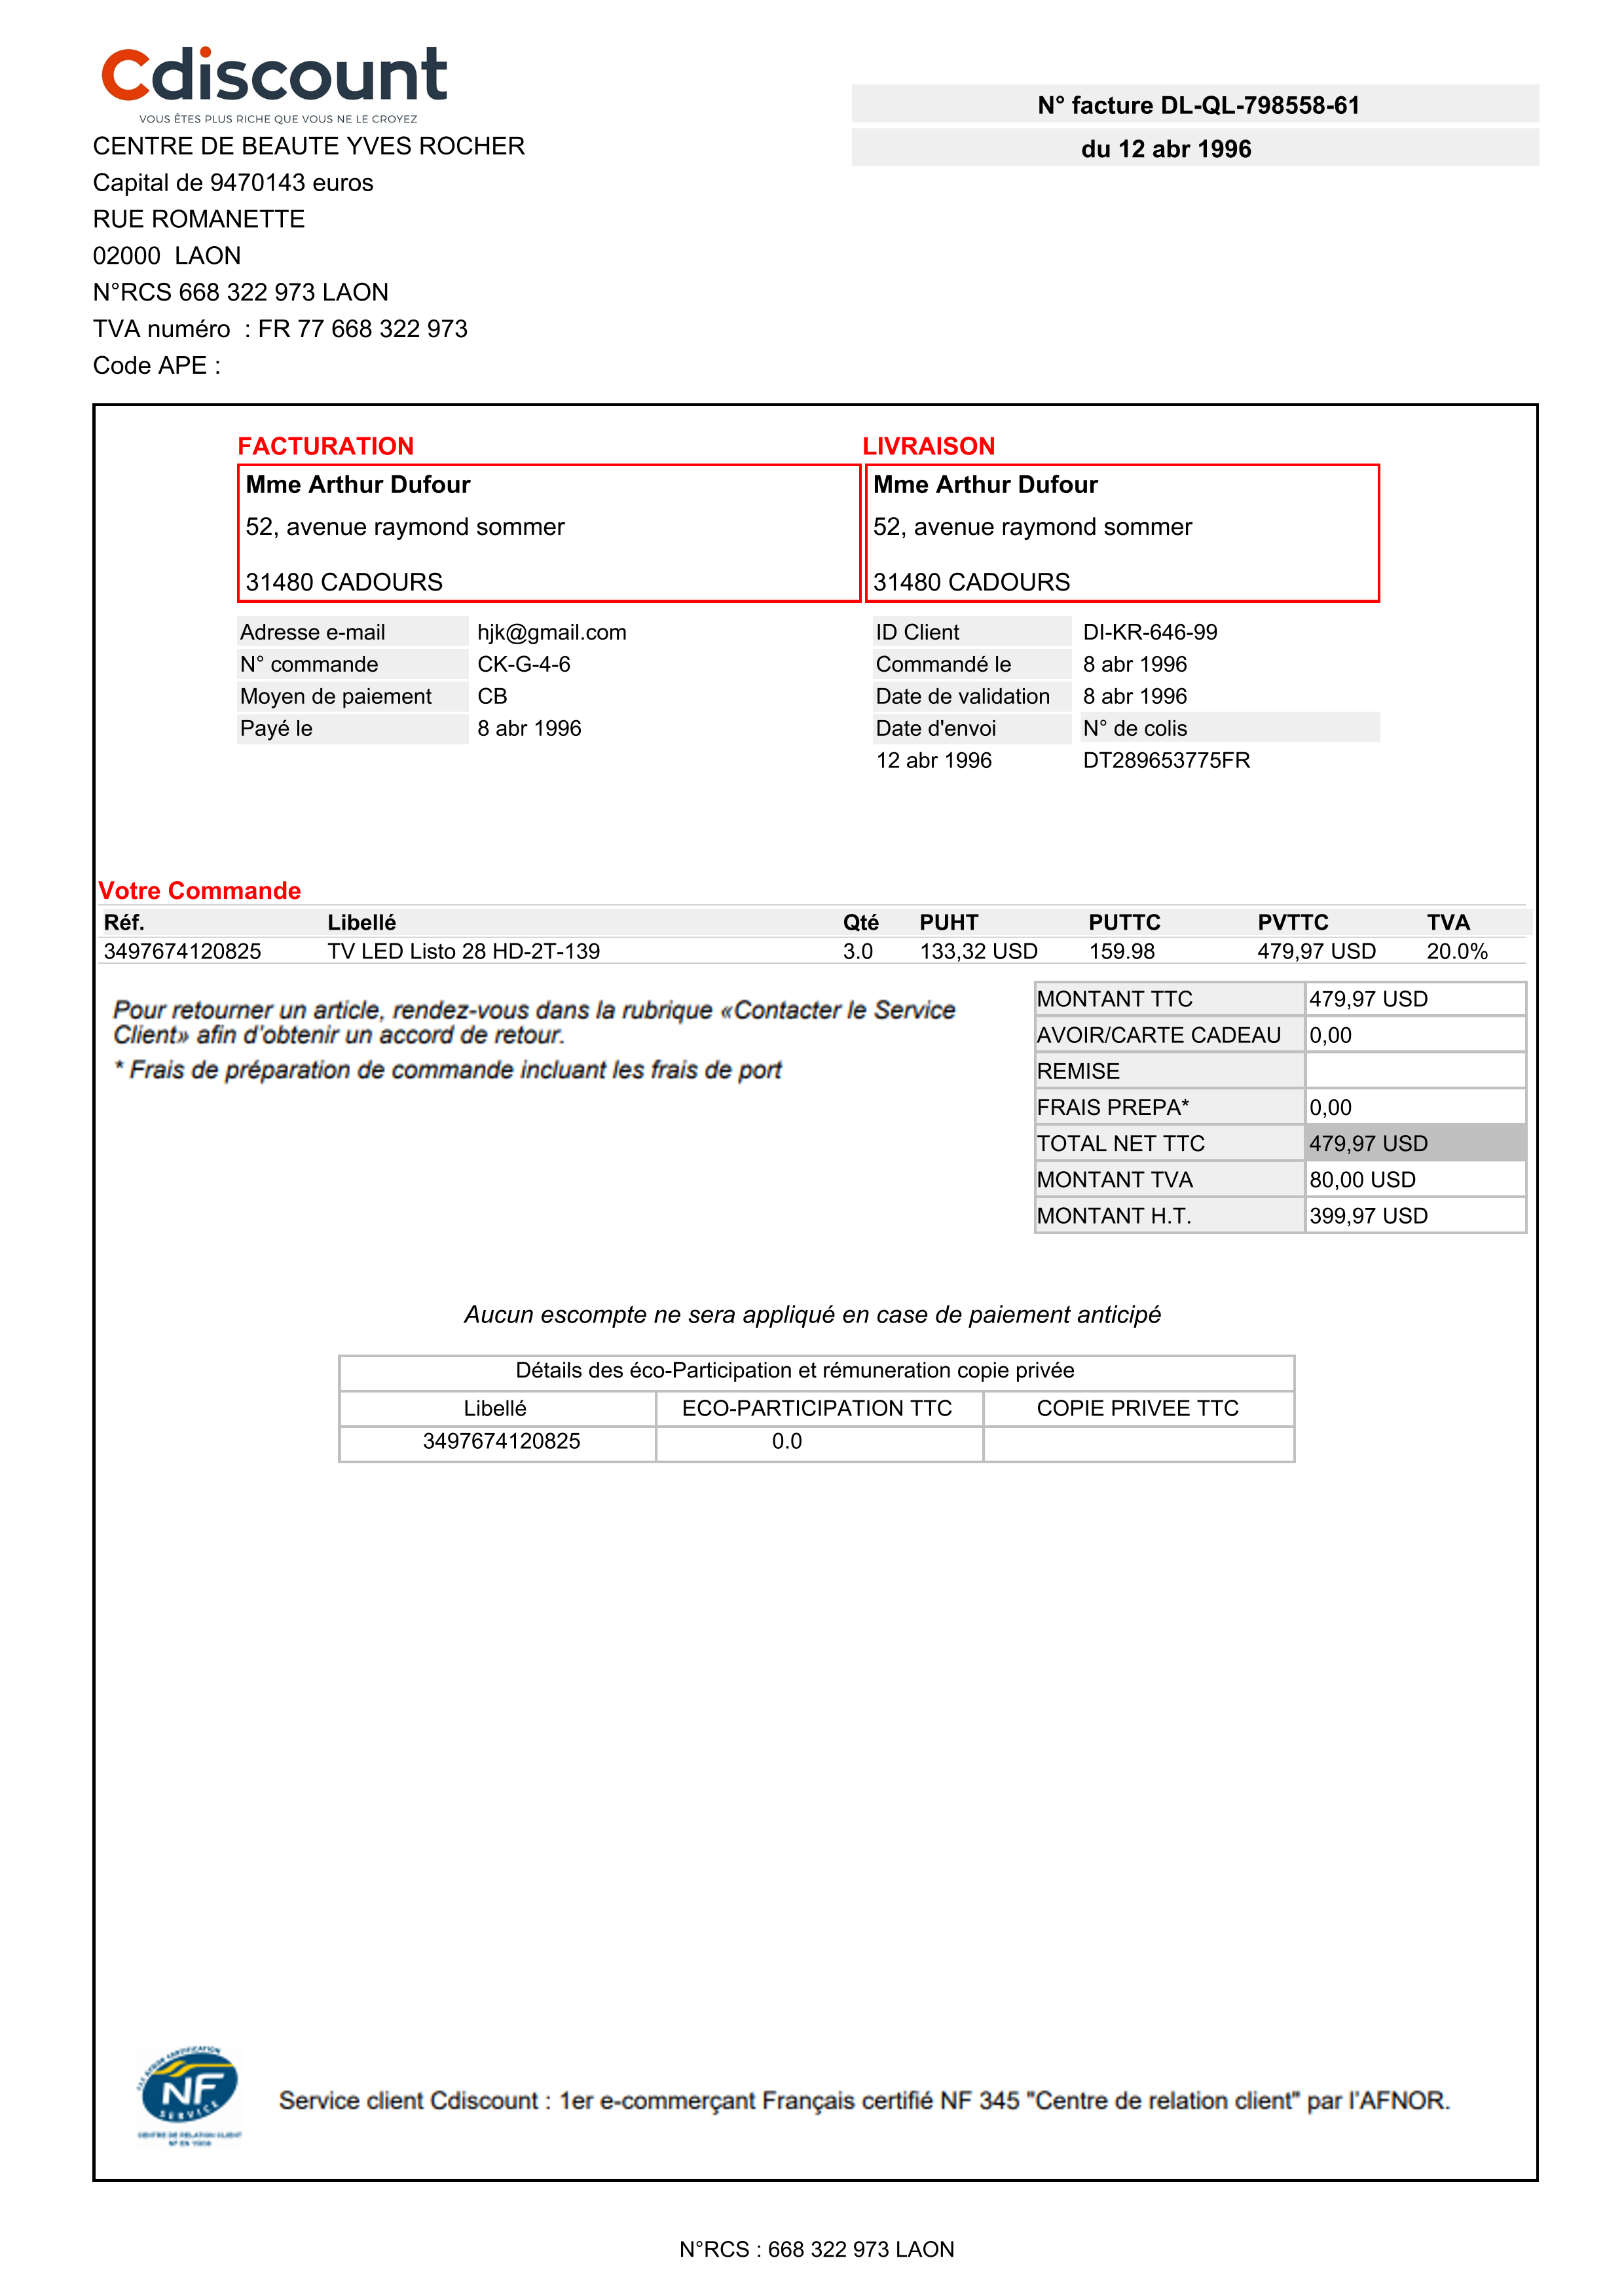 Cdiscount
VOUS ÊTES PLUS RICHE QUE VOUS NE LE CROYEZ
N° facture DL-QL-798558-61
du 12 abr 1996
CENTRE DE BEAUTE YVES ROCHER
Capital de 9470143 euros
RUE ROMANETTE
02000 LAON
N°RCS 668 322 973 LAON
TVA numéro : FR 77 668 322 973
Code APE :
FACTURATION
Mme Arthur Dufour
52, avenue raymond sommer
31480 CADOURS
LIVRAISON
Mme Arthur Dufour
52, avenue raymond sommer
31480 CADOURS
Adresse e-mail hjk@gmail.com
N° commande CK-G-4-6
Moyen de paiement CB
Payé le 8 abr 1996
ID Client DI-KR-646-99
Commandé le 8 abr 1996
Date de validation 8 abr 1996
Date d'envoi N° de colis
12 abr 1996 DT289653775FR
Votre Commande
Réf. Libellé Qté PUHT PUTTC PVTTC TVA
3497674120825 TV LED Listo 28 HD-2T-139 3.0 133,32 USD 159.98 479,97 USD 20.0%
Pour retourner un article, rendez-vous dans la rubrique «Contacter le Service
Client» afin d'obtenir un accord de retour.
* Frais de préparation de commande incluant les frais de port
MONTANT TTC 479,97 USD
AVOIR/CARTE CADEAU 0,00
REMISE
FRAIS PREPA* 0,00
TOTAL NET TTC 479,97 USD
MONTANT TVA 80,00 USD
MONTANT H.T. 399,97 USD
Aucun escompte ne sera appliqué en case de paiement anticipé
Détails des éco-Participation et rémuneration copie privée
Libellé ECO-PARTICIPATION TTC COPIE PRIVEE TTC
3497674120825 0.0
NF
SERVICE
CENTRE DE RELATION CLIENT
Service client Cdiscount : 1er e-commerçant Français certifié NF 345 "Centre de relation client" par l'AFNOR.
N°RCS : 668 322 973 LAON